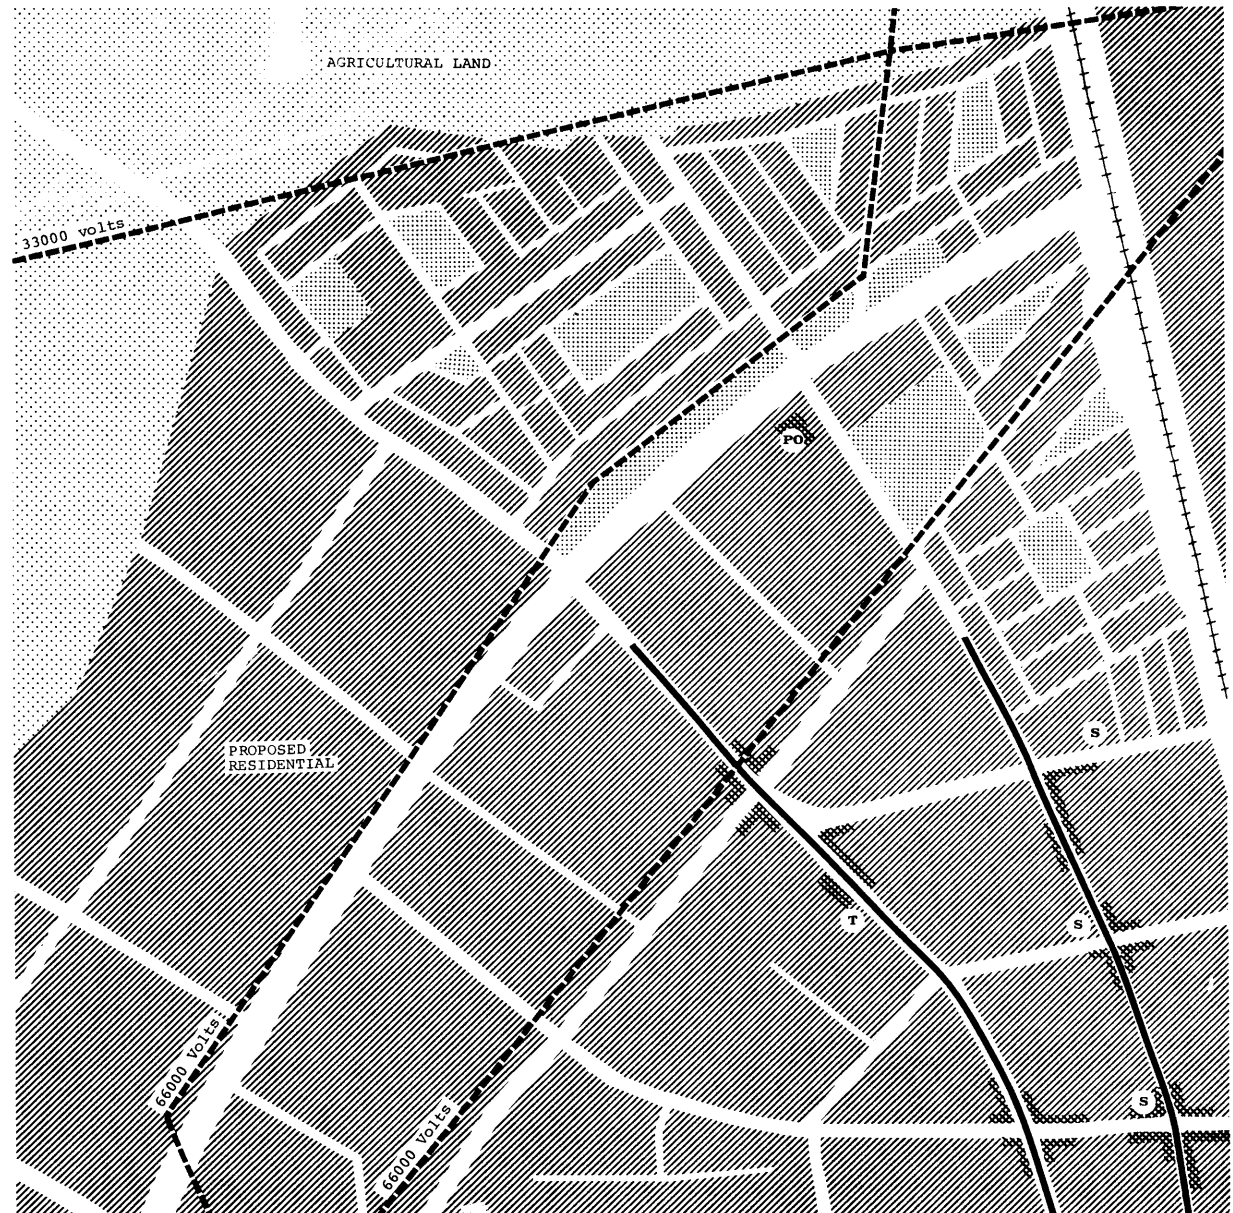 AGRICULTURAL LAND
33000 volts
PO
PROPOSED
RESIDENTIAL
S
T
S
66000 Volts
S
66000 Volts